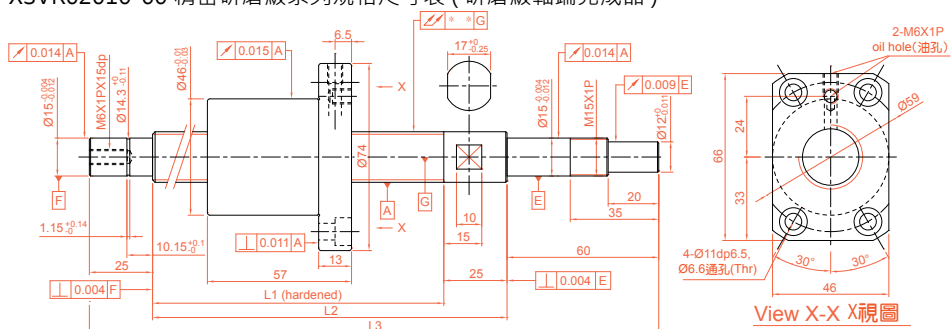 6.5
⌰ * * G
17 +0 -0.25
2-M6X1P
oil hole(油孔)
↗ 0.014 A
Ø15 -0.004 -0.012
M6X1PX15dp
Ø14.3 +0 -0.11
Ø46 -0.01 -0.03
↗ 0.015 A
X
Ø74
↗ 0.014 A
Ø15 -0.004 -0.012
M15X1P
↗ 0.009 E
Ø12 +0 -0.011
Ø59
66
24
33
F
A
G
E
X
1.15 +0.14 -0
10.15 +0.1 -0
⊥ 0.011 A
13
10
15
20
35
25
57
25
60
⊥ 0.004 F
⊥ 0.004 E
L1 (hardened)
L2
L3
4-Ø11dp6.5,
Ø6.6通孔(Thr)
30°
30°
46
View X-X X視圖